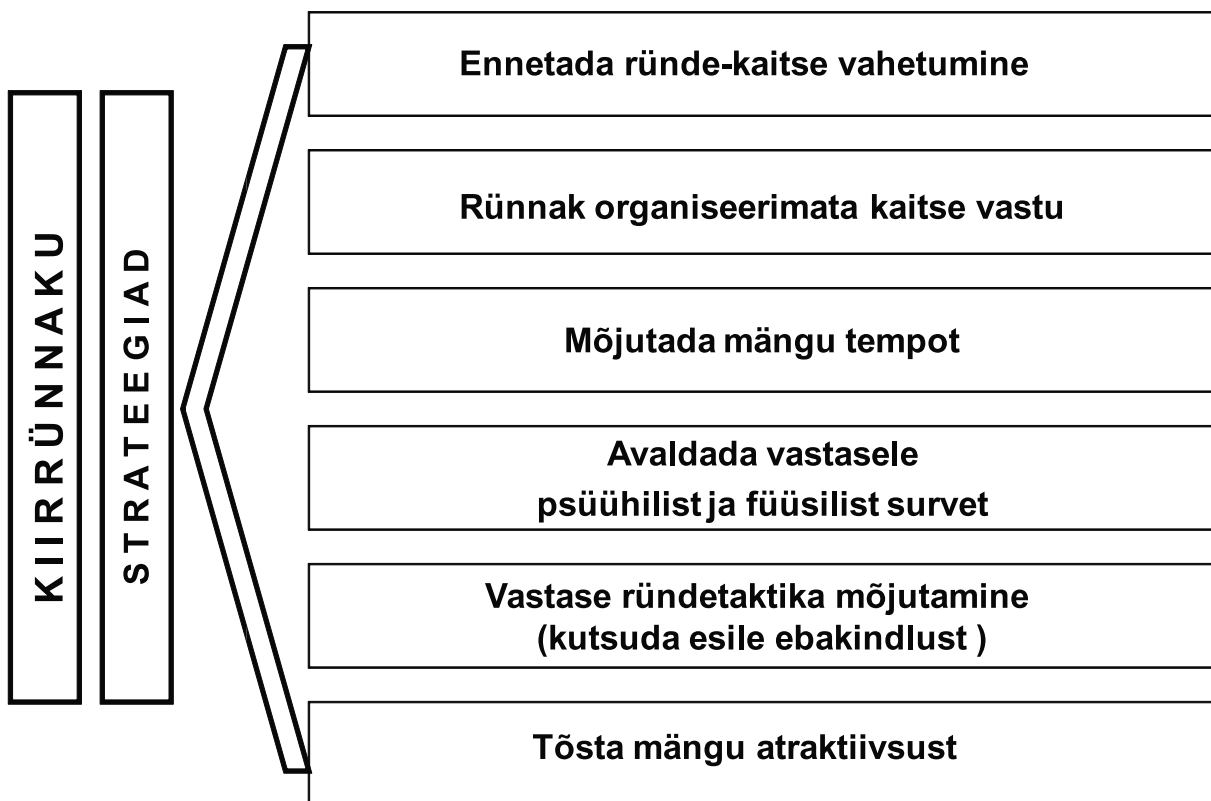 KIIRRÜNNAKU
STRATEEGIAD
Ennetada ründe-kaitse vahetumine
Rünnak organiseerimata kaitse vastu
Mõjutada mängu tempot
Avaldada vastasele
psüühilist ja füüsilist survet
Vastase ründetaktika mõjutamine
(kutsuda esile ebakindlust )
Tõsta mängu atraktiivsust